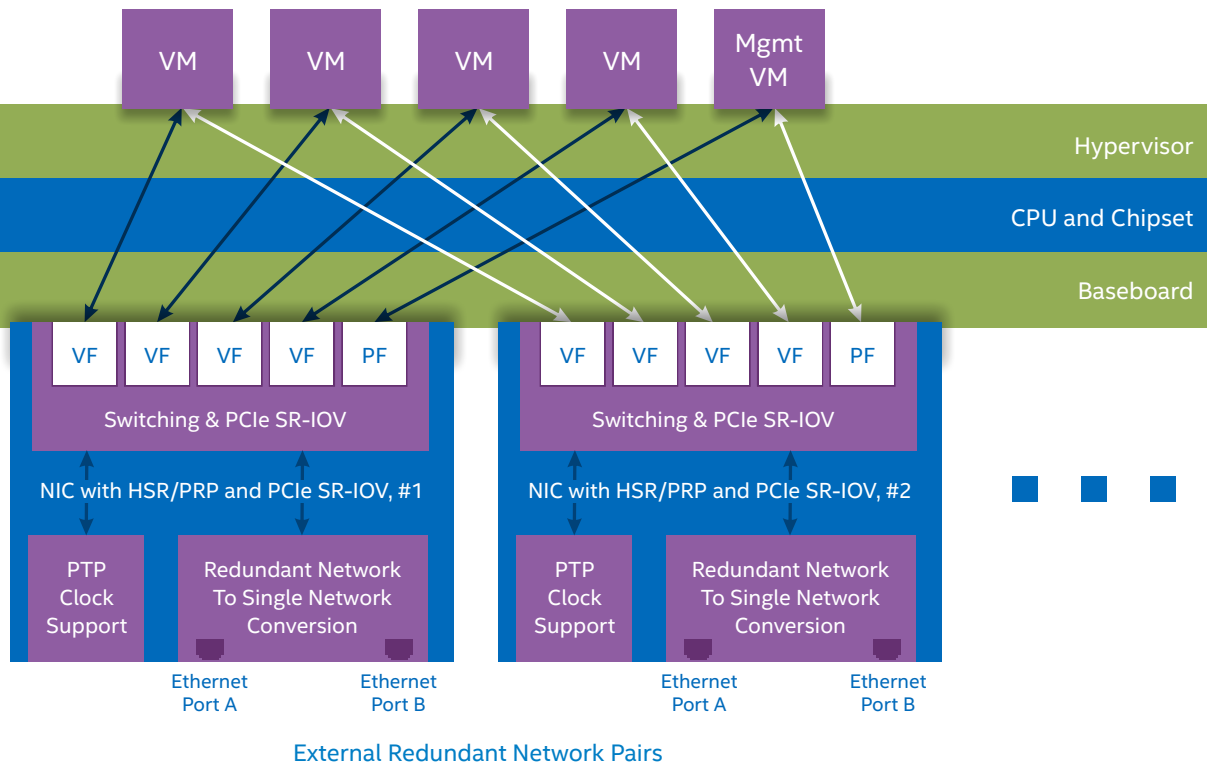 VM
VM
VM
VM
Mgmt
VM
Hypervisor
CPU and Chipset
Baseboard
VF
VF
VF
VF
PF
Switching & PCIe SR-IOV
NIC with HSR/PRP and PCIe SR-IOV, #1
PTP
Clock
Support
Redundant Network
To Single Network
Conversion
Ethernet
Port A
Ethernet
Port B
VF
VF
VF
VF
PF
Switching & PCIe SR-IOV
NIC with HSR/PRP and PCIe SR-IOV, #2
PTP
Clock
Support
Redundant Network
To Single Network
Conversion
Ethernet
Port A
Ethernet
Port B
External Redundant Network Pairs